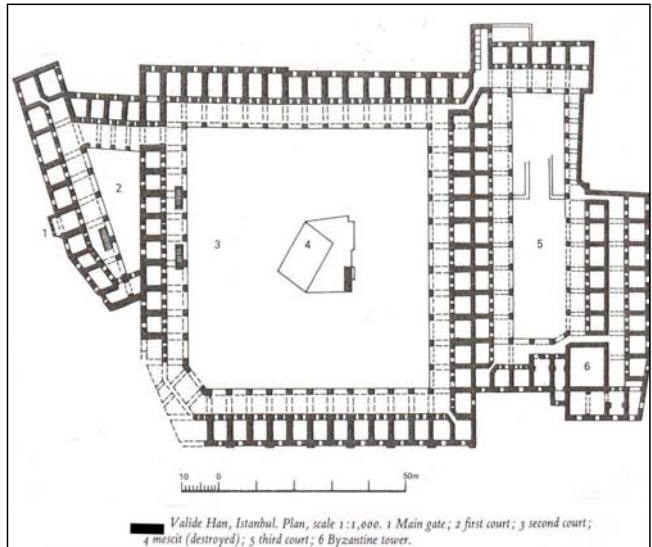 1
2
3
4
5
6
10 0 50m
Valide Han, Istanbul. Plan, scale 1:1,000. 1 Main gate; 2 first court; 3 second court;
4 mescit (destroyed); 5 third court; 6 Byzantine tower.